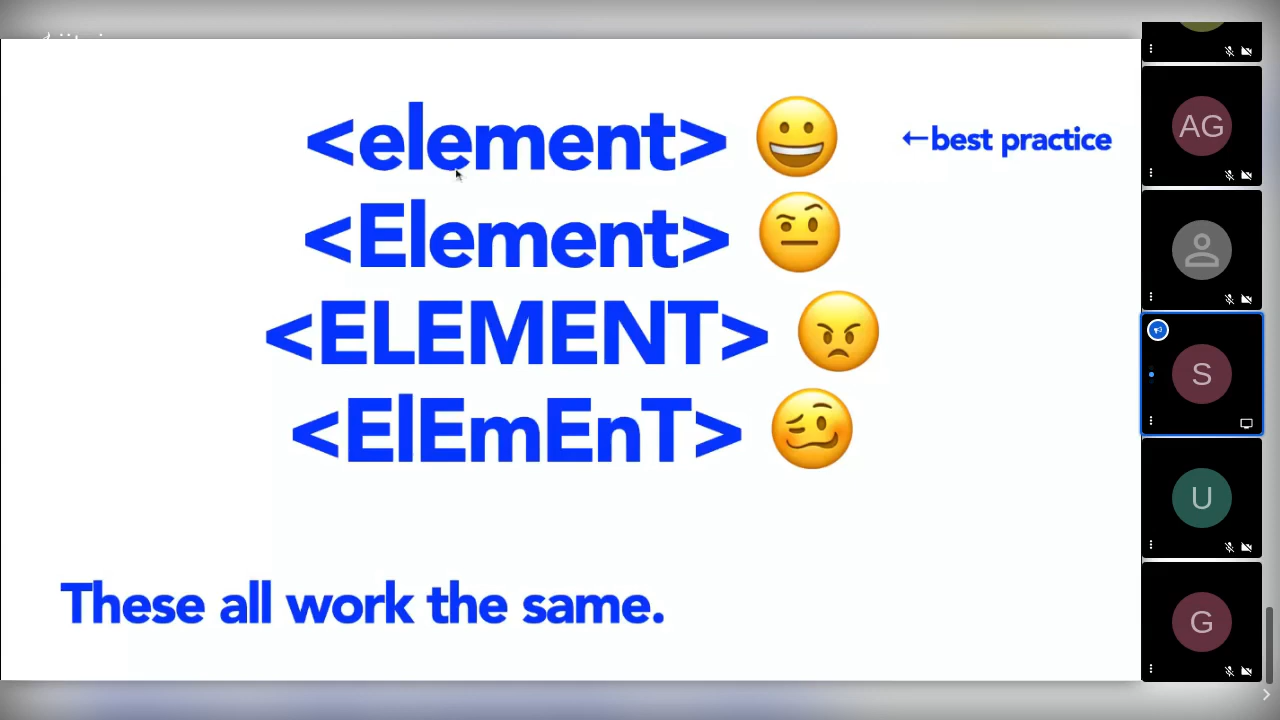 <element> ←best practice
<Element>
<ELEMENT>
<ElEmEnT>
These all work the same.
AG
S
U
G